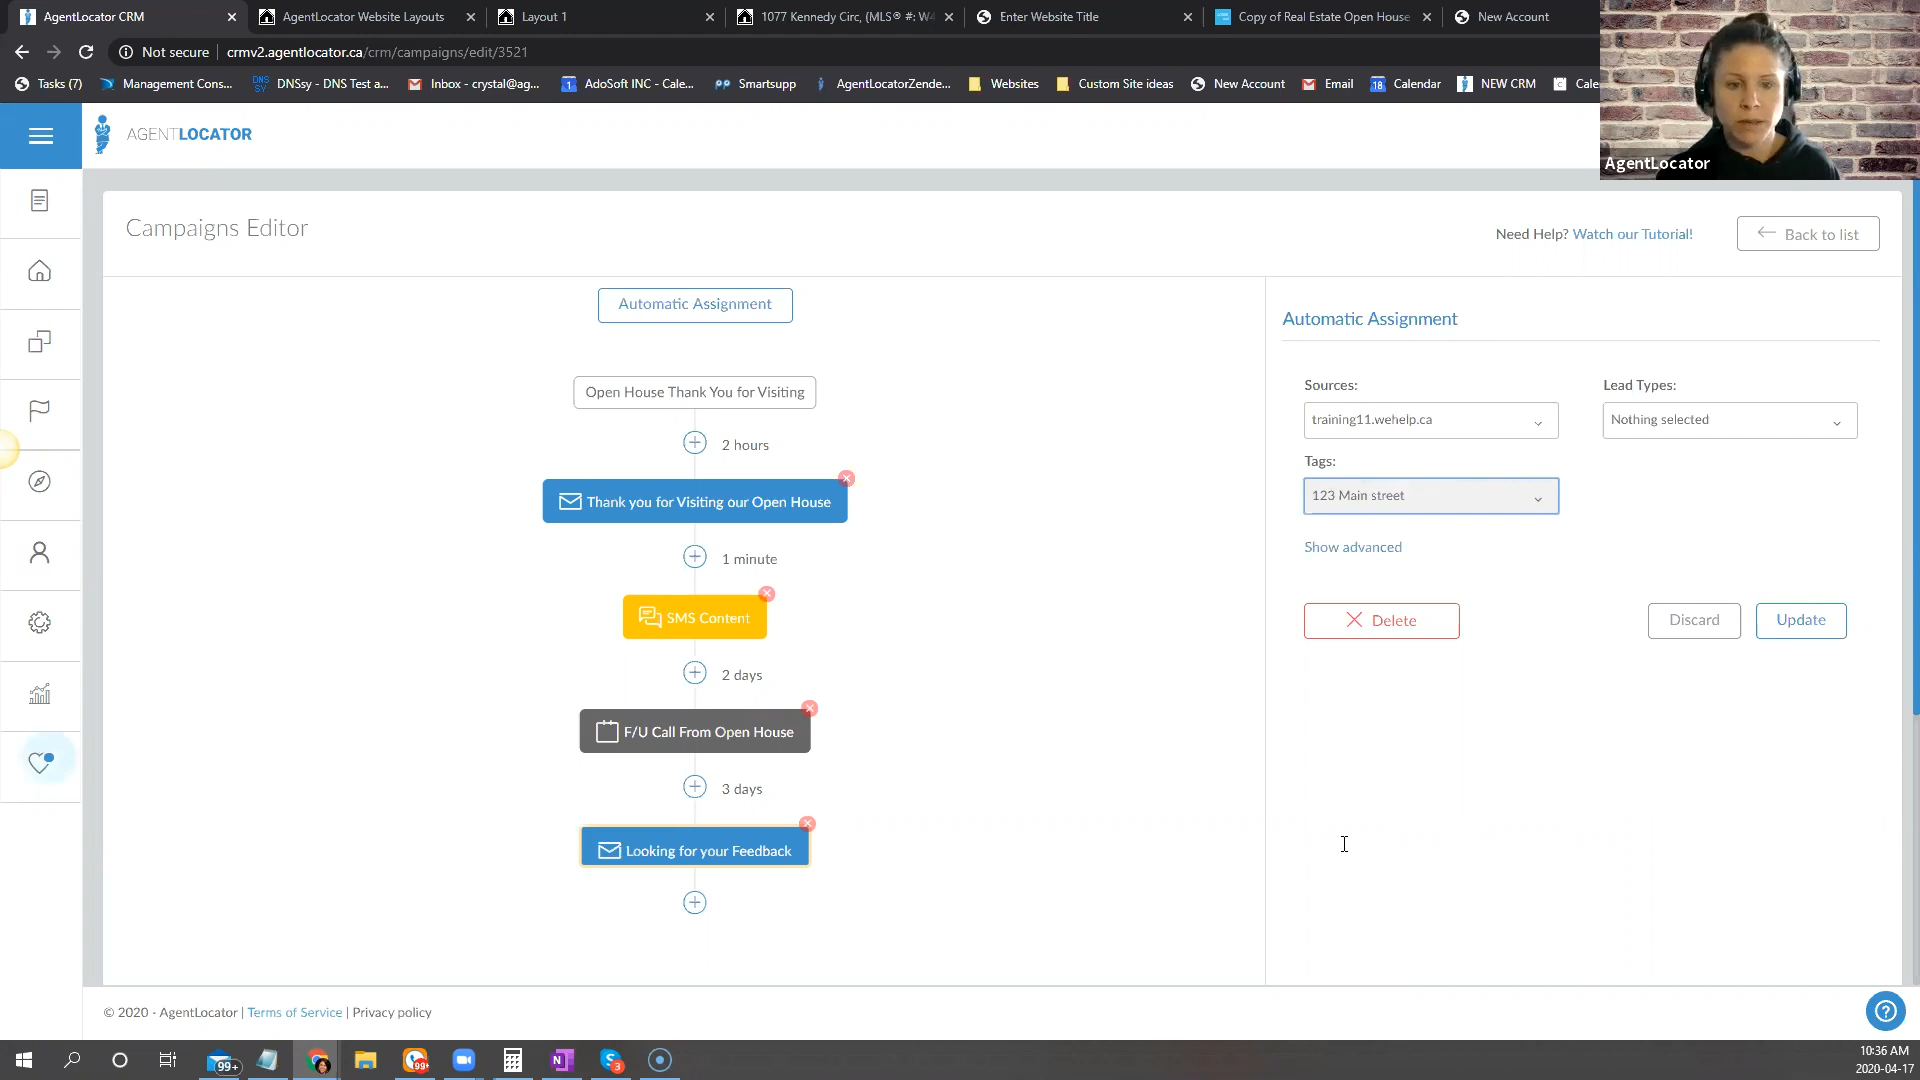 AgentLocator CRM
AgentLocator Website Layouts
Layout 1
1077 Kennedy Circ, (MLS® #: W4
Enter Website Title
Copy of Real Estate Open House
New Account
Not secure | crmv2.agentlocator.ca/crm/campaigns/edit/3521
Tasks (7)
Management Cons...
DNSsy - DNS Test a...
Inbox - crystal@ag...
AdoSoft INC - Cale...
Smartsupp
AgentLocatorZende...
Websites
Custom Site ideas
New Account
Email
Calendar
NEW CRM
Cale
AgentLocator
AGENTLOCATOR
Campaigns Editor
Need Help? Watch our Tutorial!
Back to list
Automatic Assignment
Open House Thank You for Visiting
2 hours
Thank you for Visiting our Open House
1 minute
SMS Content
2 days
F/U Call From Open House
3 days
Looking for your Feedback
Automatic Assignment
Sources:
Lead Types:
training11.wehelp.ca
Nothing selected
Tags:
123 Main street
Show advanced
Delete
Discard
Update
© 2020 - AgentLocator | Terms of Service | Privacy policy
99+
99+
3
10:36 AM
2020-04-17